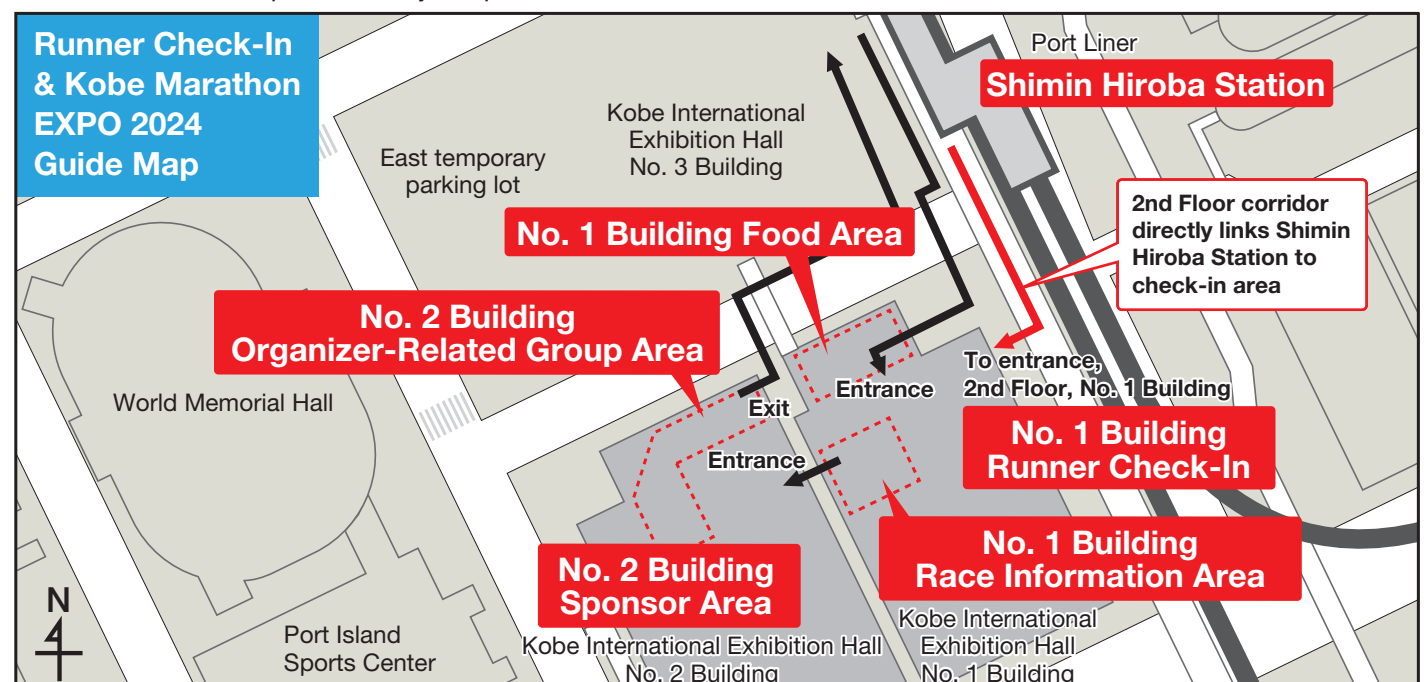 Runner Check-In
& Kobe Marathon
EXPO 2024
Guide Map
Port Liner
Shimin Hiroba Station
Kobe International
Exhibition Hall
No. 3 Building
East temporary
parking lot
2nd Floor corridor
directly links Shimin
Hiroba Station to
check-in area
No. 1 Building Food Area
No. 2 Building
Organizer-Related Group Area
To entrance,
2nd Floor, No. 1 Building
Entrance
Exit
World Memorial Hall
No. 1 Building
Runner Check-In
Entrance
No. 1 Building
Race Information Area
No. 2 Building
Sponsor Area
N
Port Island
Sports Center
Kobe International Exhibition Hall
No. 2 Building
Kobe International
Exhibition Hall
No. 1 Building